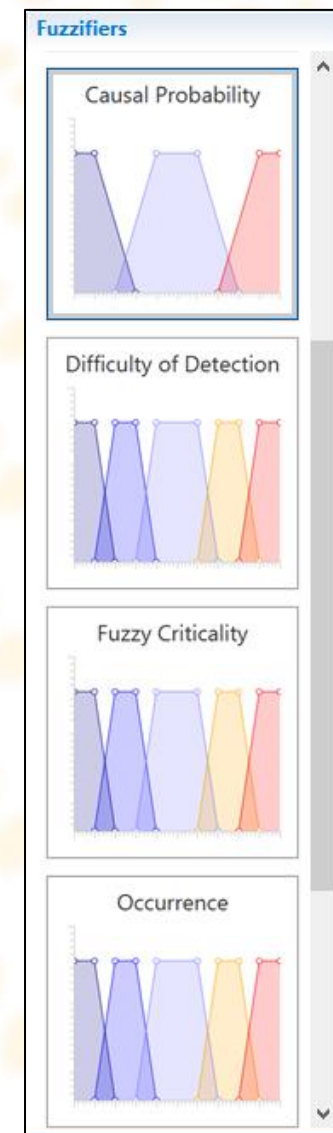 Fuzzifiers
Causal Probability
Difficulty of Detection
Fuzzy Criticality
Occurrence